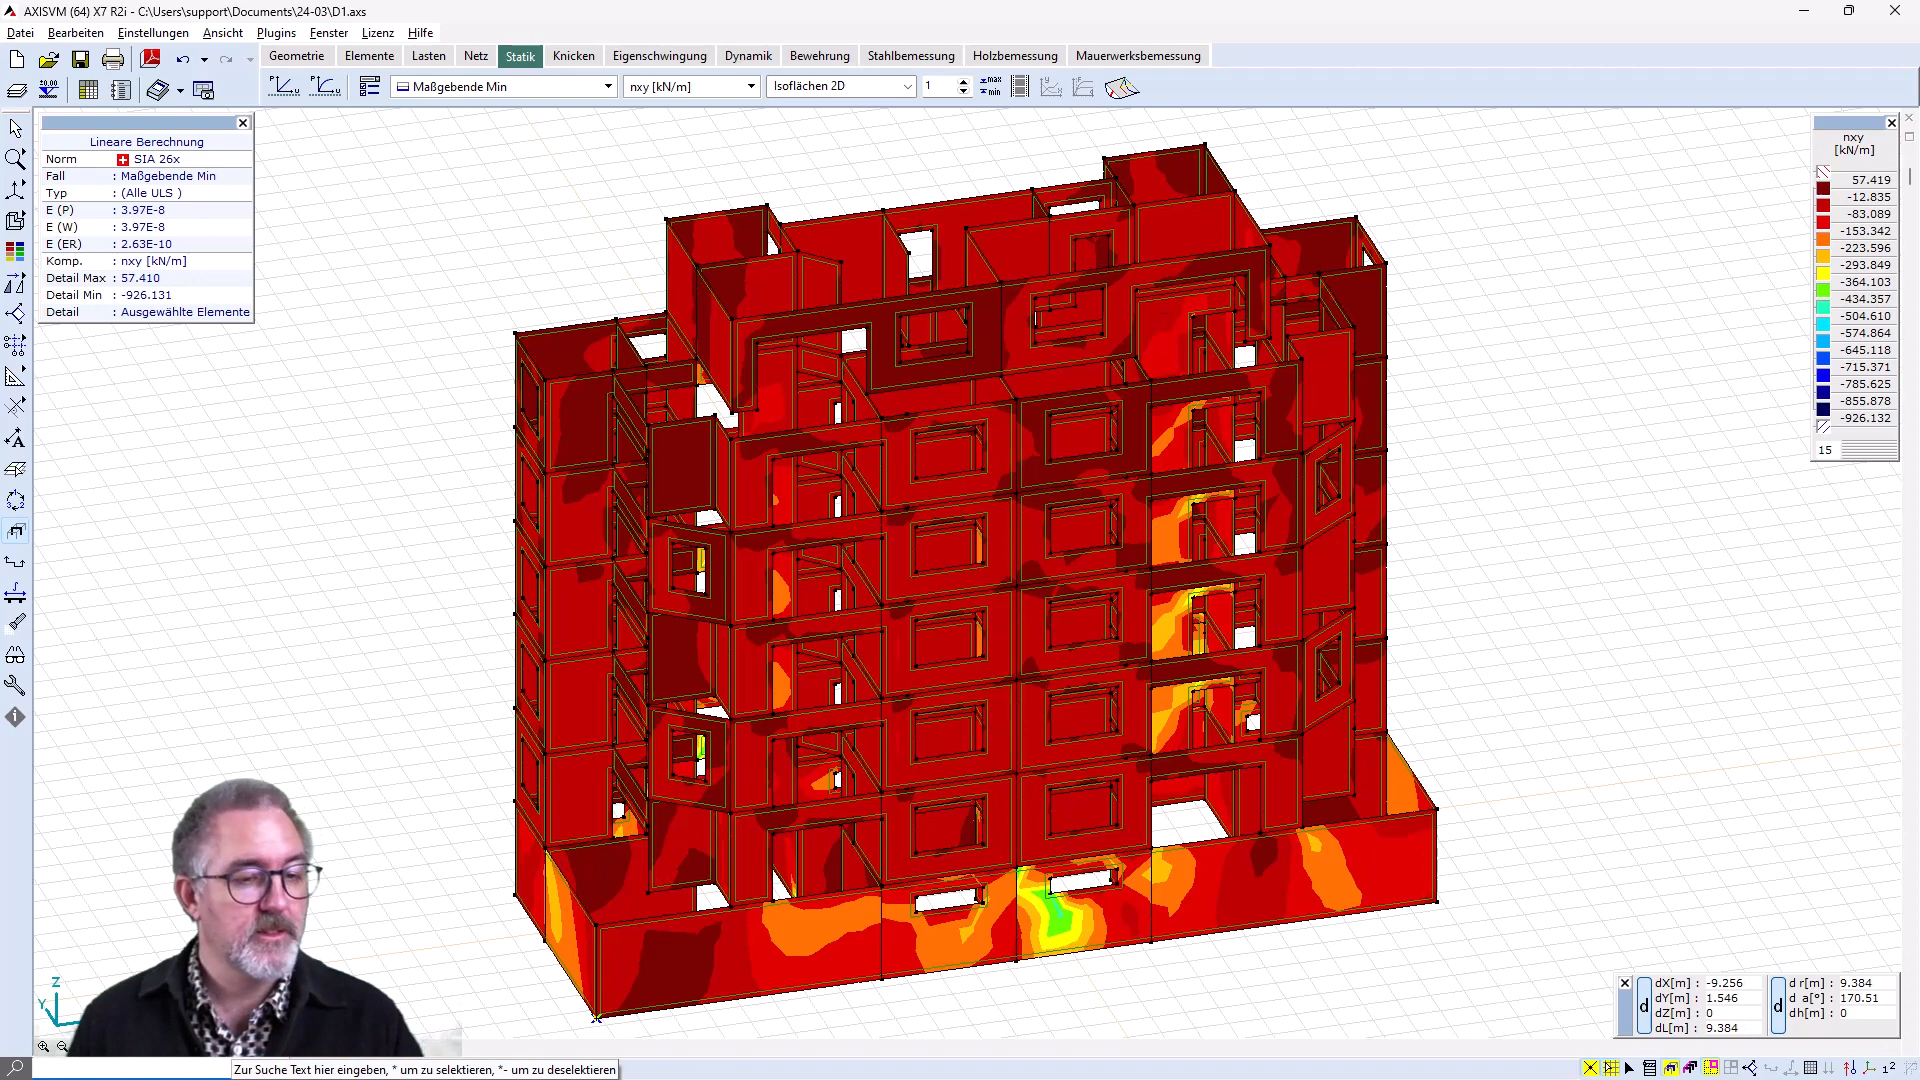 AXISVM (64) X7 R2i - C:\Users\support\Documents\24-03\D1.axs
Datei Bearbeiten Einstellungen Ansicht Plugins Fenster Lizenz Hilfe
Geometrie Elemente Lasten Netz Statik Knicken Eigenschwingung Dynamik Bewehrung Stahlbemessung Holzbemessung Mauerwerksbemessung
Maßgebende Min nxy [kN/m] Isoflächen 2D 1 max min
Lineare Berechnung
Norm SIA 26x
Fall : Maßgebende Min
Typ : (Alle ULS )
E (P) : 3.97E-8
E (W) : 3.97E-8
E (ER) : 2.63E-10
Komp. : nxy [kN/m]
Detail Max : 57.410
Detail Min : -926.131
Detail : Ausgewählte Elemente
nxy
[kN/m]
57.419
-12.835
-83.089
-153.342
-223.596
-293.849
-364.103
-434.357
-504.610
-574.864
-645.118
-715.371
-785.625
-855.878
-926.132
15
Z
Y
d dX[m] : -9.256
dY[m] : 1.546
dZ[m] : 0
dL[m] : 9.384
d d r[m] : 9.384
d a[°] : 170.51
dh[m] : 0
Zur Suche Text hier eingeben, * um zu selektieren, *- um zu deselektieren